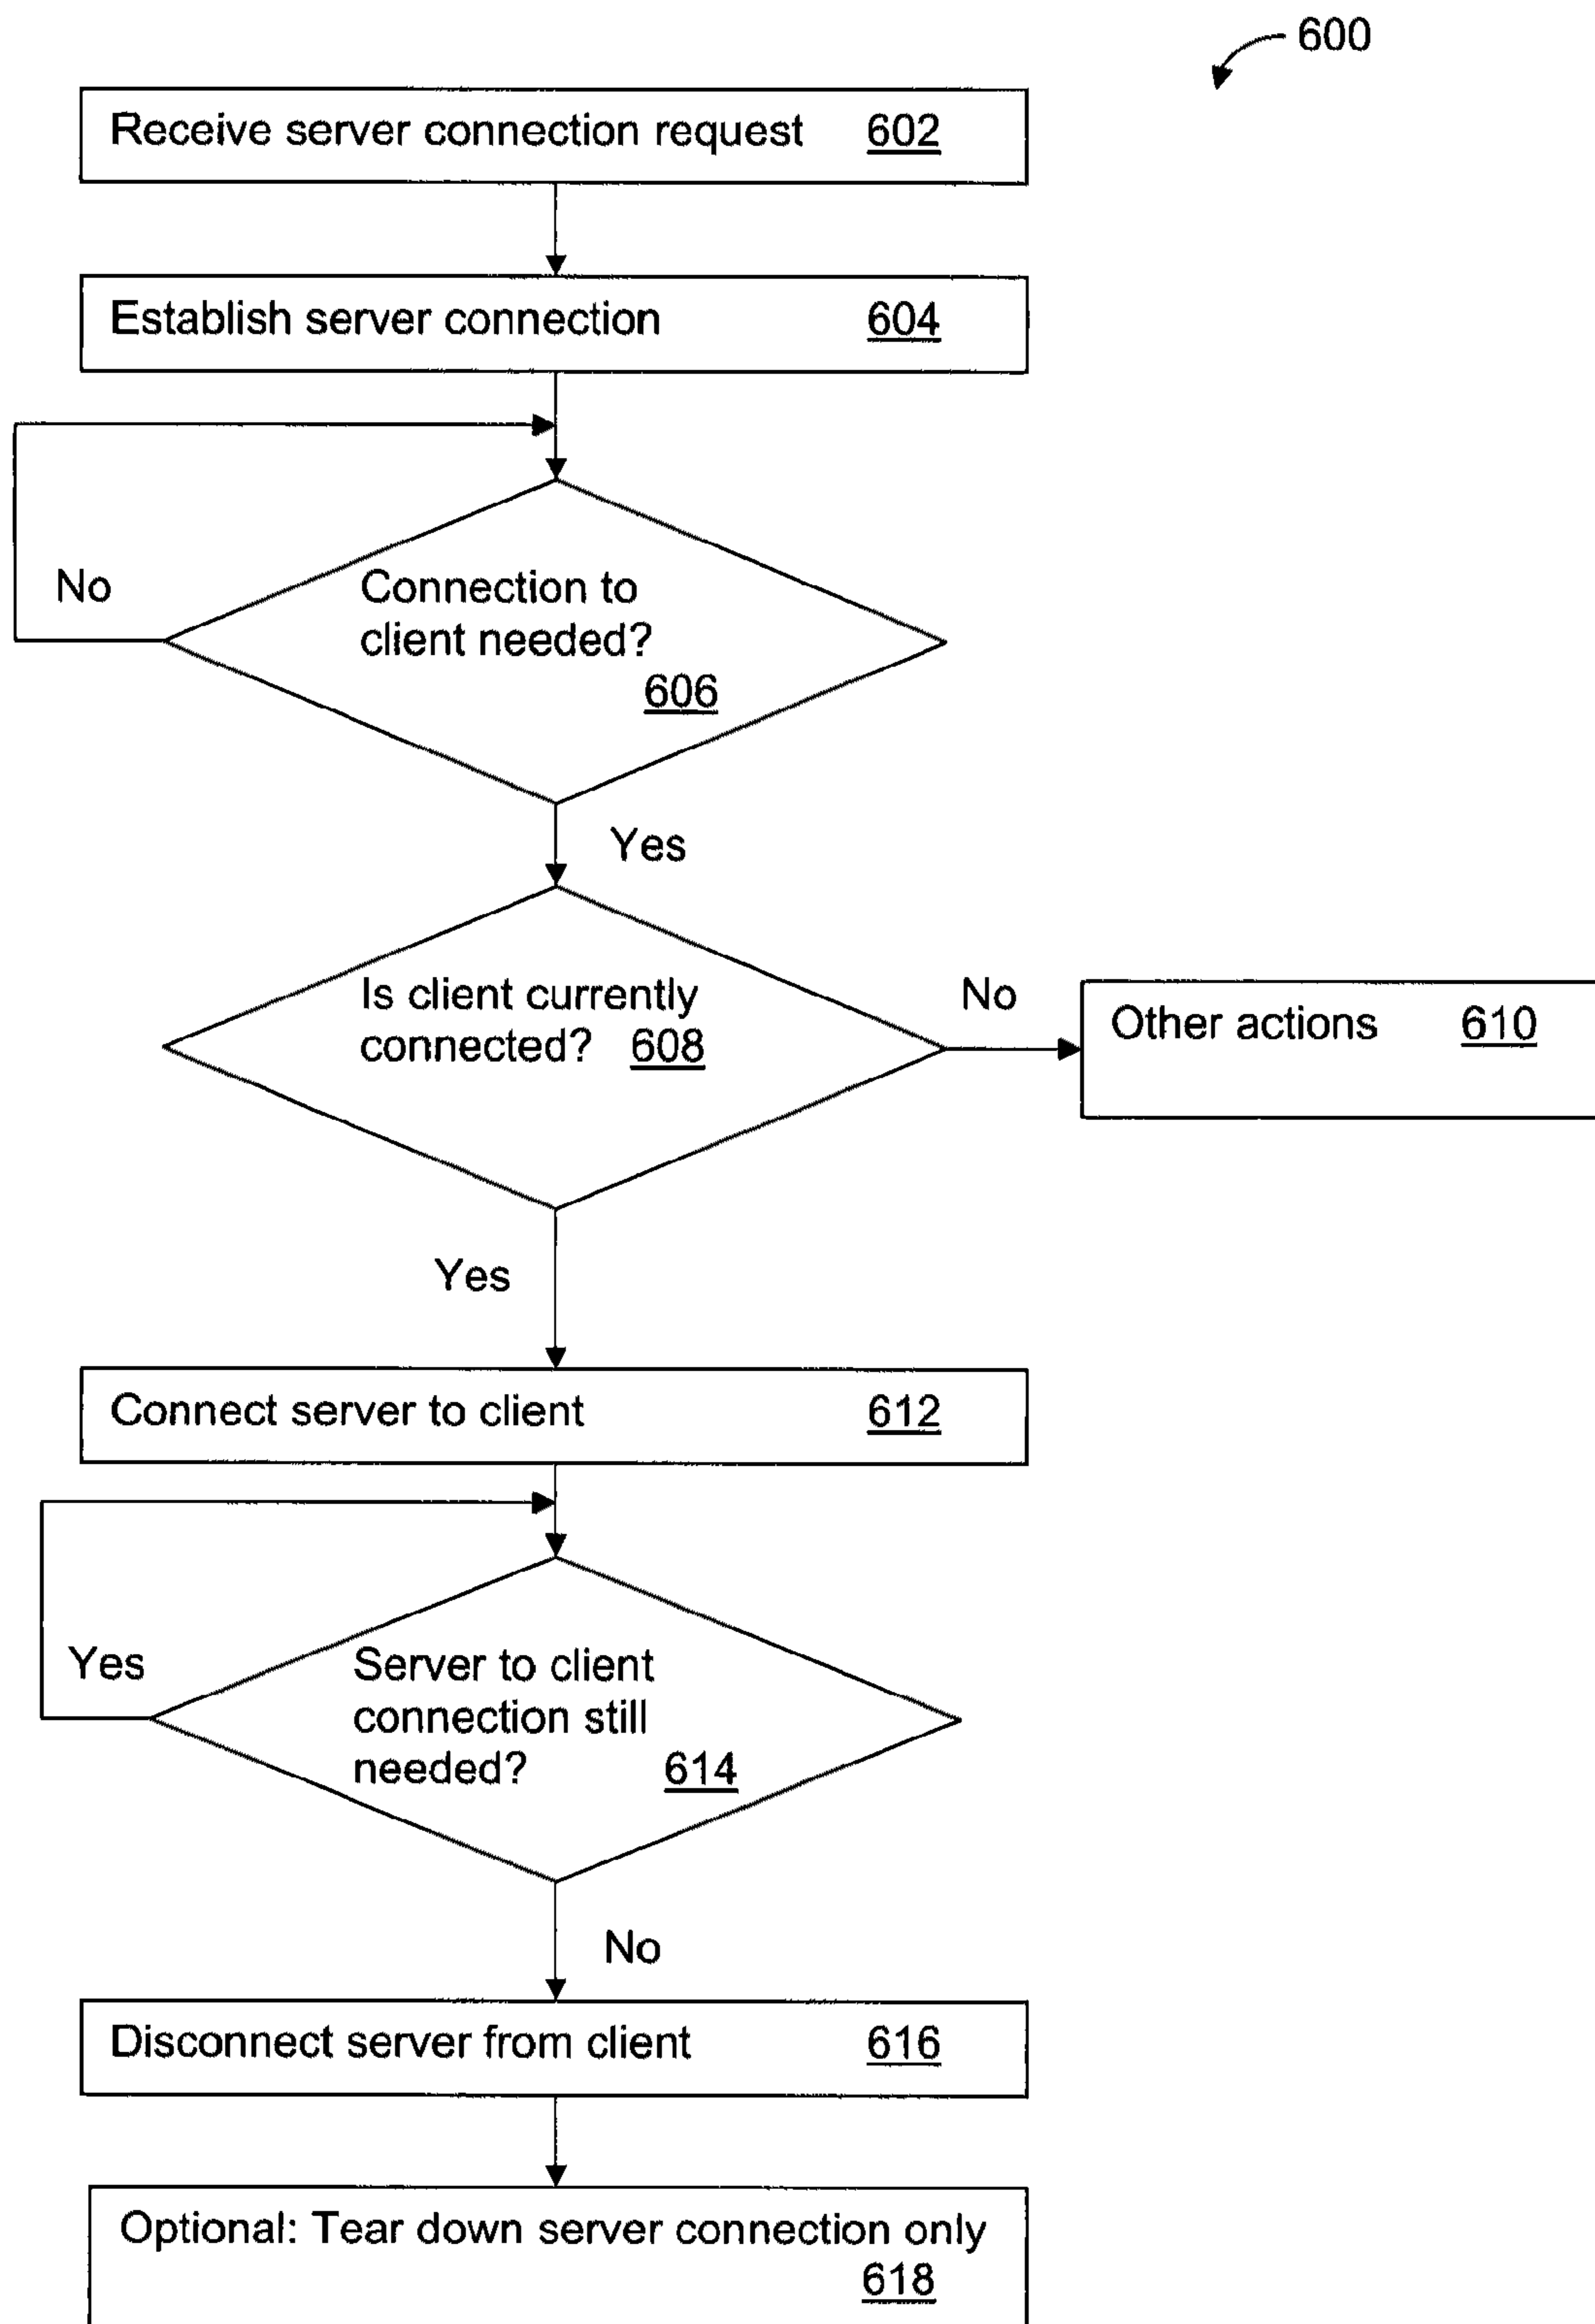 600
Receive server connection request 602
Establish server connection 604
No
Connection to
client needed?
606
Yes
Is client currently
connected? 608
No
Other actions 610
Yes
Connect server to client 612
Yes
Server to client
connection still
needed? 614
No
Disconnect server from client 616
Optional: Tear down server connection only
618